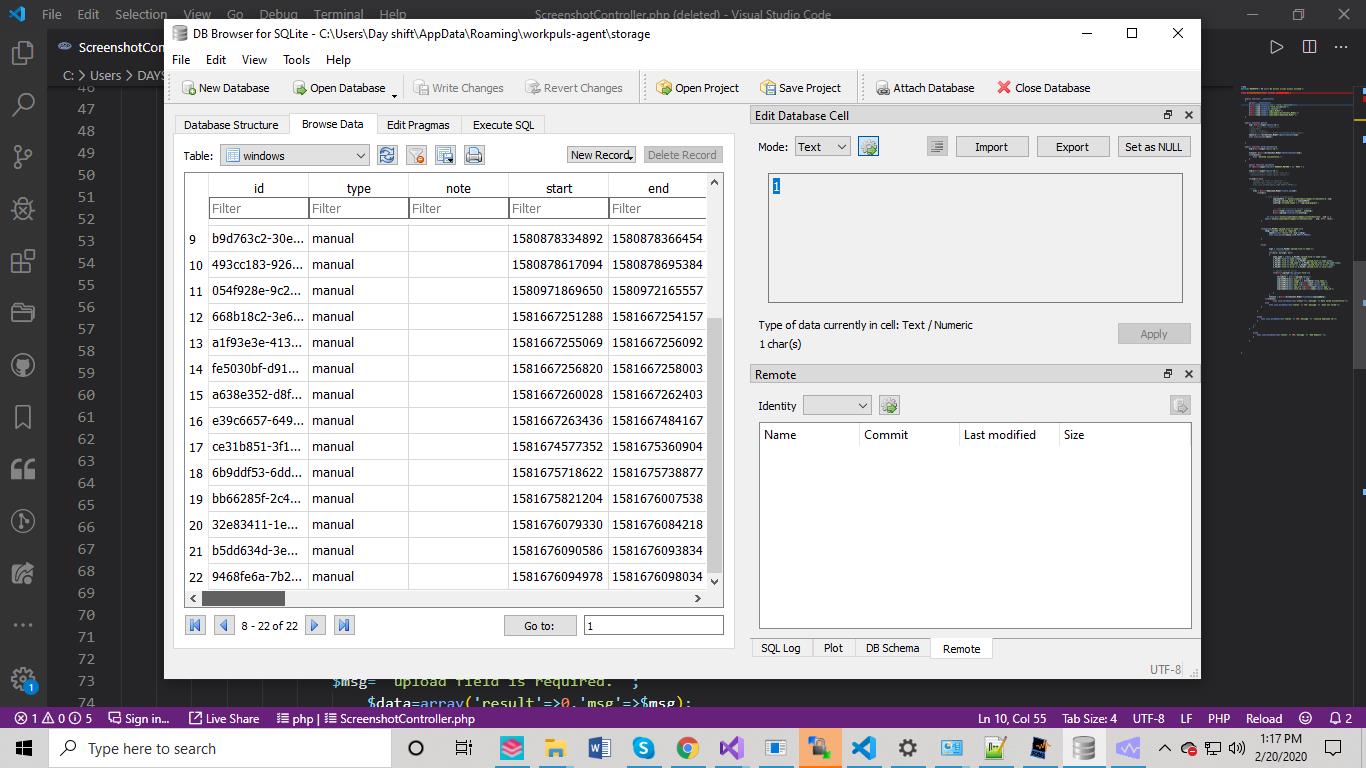 File Edit Selection View Go Debug Terminal Help ScreenshotController.php (deleted) - Visual Studio Code
ScreenshotCon
C: > Users > DAYS
DB Browser for SQLite - C:\Users\Day shift\AppData\Roaming\workpuls-agent\storage
File Edit View Tools Help
New Database Open Database Write Changes Revert Changes Open Project Save Project Attach Database Close Database
Database Structure Browse Data Edit Pragmas Execute SQL
Table: windows New Record Delete Record
id type note start end
Filter Filter Filter Filter Filter
9 b9d763c2-30e... manual 1580878324892 1580878366454
10 493cc183-926... manual 1580878619494 1580878695384
11 054f928e-9c2... manual 1580971869070 1580972165557
12 668b18c2-3e6... manual 1581667251288 1581667254157
13 a1f93e3e-413... manual 1581667255069 1581667256092
14 fe5030bf-d91... manual 1581667256820 1581667258003
15 a638e352-d8f... manual 1581667260028 1581667262403
16 e39c6657-649... manual 1581667263436 1581667484167
17 ce31b851-3f1... manual 1581674577352 1581675360904
18 6b9ddf53-6dd... manual 1581675718622 1581675738877
19 bb66285f-2c4... manual 1581675821204 1581676007538
20 32e83411-1e... manual 1581676079330 1581676084218
21 b5dd634d-3e... manual 1581676090586 1581676093834
22 9468fe6a-7b2... manual 1581676094978 1581676098034
8 - 22 of 22 Go to: 1
Edit Database Cell
Mode: Text Import Export Set as NULL
1
Type of data currently in cell: Text / Numeric
1 char(s)
Apply
Remote
Identity
Name Commit Last modified Size
SQL Log Plot DB Schema Remote
UTF-8
46
47
48
49
50
51
52
53
54
55
56
57
58
59
60
61
62
63
64
65
66
67
68
69
70
71
72
73 $msg= "upload field is required. ";
74 $data=array('result'=>0,'msg'=>$msg);
1
1 0 5 Sign in... Live Share php | ScreenshotController.php Ln 10, Col 55 Tab Size: 4 UTF-8 LF PHP Reload 2
Type here to search
1:17 PM
2/20/2020